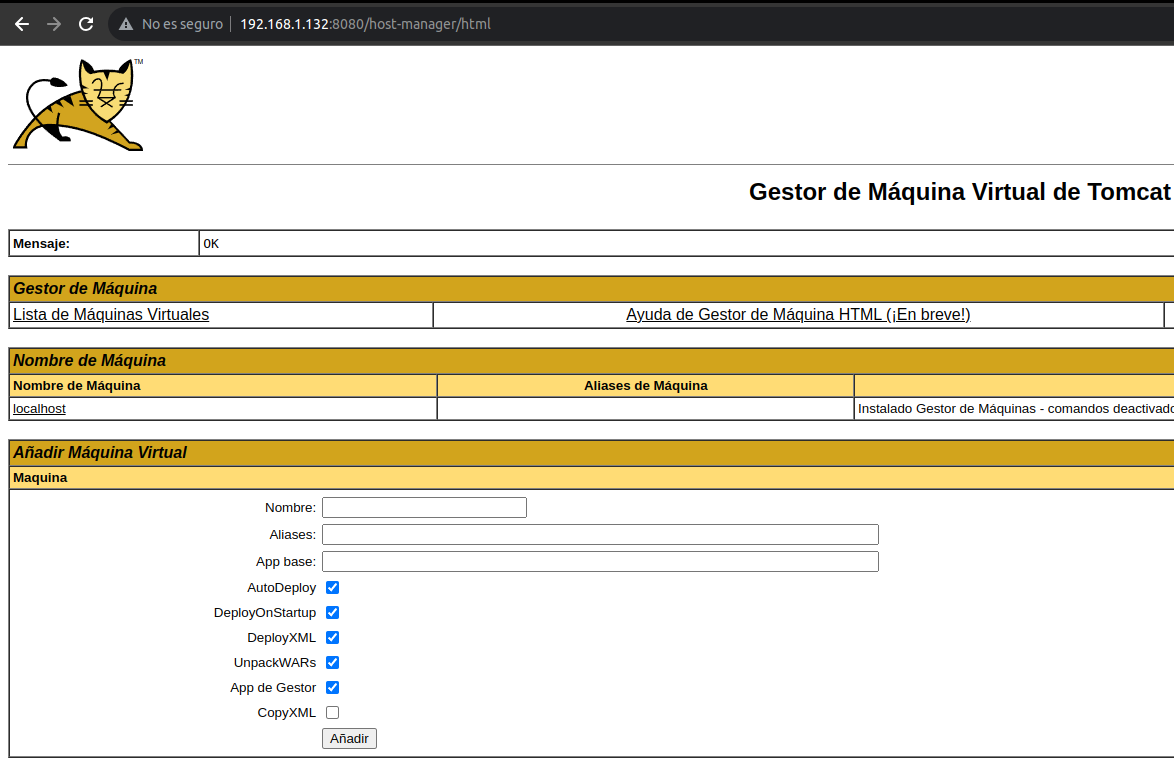 No es seguro 192.168.1.132:8080/host-manager/html
TM
Gestor de Máquina Virtual de Tomcat
Mensaje: OK
Gestor de Máquina
Lista de Máquinas Virtuales Ayuda de Gestor de Máquina HTML (¡En breve!)
Nombre de Máquina
Nombre de Máquina Aliases de Máquina
localhost Instalado Gestor de Máquinas - comandos deactivado
Añadir Máquina Virtual
Maquina
Nombre:
Aliases:
App base:
AutoDeploy
DeployOnStartup
DeployXML
UnpackWARs
App de Gestor
CopyXML
Añadir